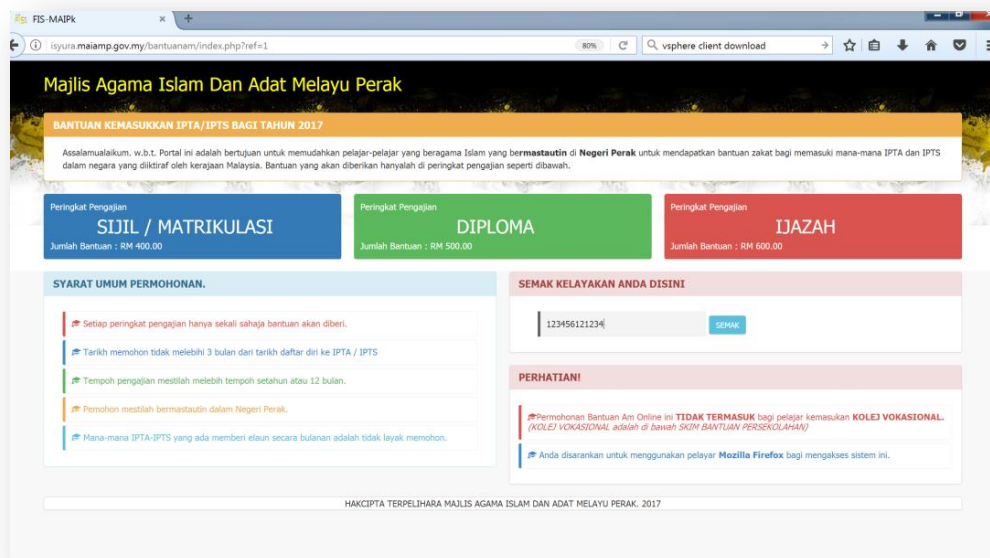 FIS-MAIPk
isyura.maiamp.gov.my/bantuanam/index.php?ref=1
80%
vsphere client download
Majlis Agama Islam Dan Adat Melayu Perak
BANTUAN KEMASUKKAN IPTA/IPTS BAGI TAHUN 2017
Assalamualaikum. w.b.t. Portal ini adalah bertujuan untuk memudahkan pelajar-pelajar yang beragama Islam yang bermastautin di Negeri Perak untuk mendapatkan bantuan zakat bagi memasuki mana-mana IPTA dan IPTS
dalam negara yang diiktiraf oleh kerajaan Malaysia. Bantuan yang akan diberikan hanyalah di peringkat pengajian seperti dibawah.
Peringkat Pengajian
SIJIL / MATRIKULASI
Jumlah Bantuan : RM 400.00
Peringkat Pengajian
DIPLOMA
Jumlah Bantuan : RM 500.00
Peringkat Pengajian
IJAZAH
Jumlah Bantuan : RM 600.00
SYARAT UMUM PERMOHONAN.
Setiap peringkat pengajian hanya sekali sahaja bantuan akan diberi.
Tarikh memohon tidak melebihi 3 bulan dari tarikh daftar diri ke IPTA / IPTS
Tempoh pengajian mestilah melebih tempoh setahun atau 12 bulan.
Pemohon mestilah bermastautin dalam Negeri Perak.
Mana-mana IPTA-IPTS yang ada memberi elaun secara bulanan adalah tidak layak memohon.
SEMAK KELAYAKAN ANDA DISINI
123456121234
SEMAK
PERHATIAN!
Permohonan Bantuan Am Online ini TIDAK TERMASUK bagi pelajar kemasukan KOLEJ VOKASIONAL.
(KOLEJ VOKASIONAL adalah di bawah SKIM BANTUAN PERSEKOLAHAN)
Anda disarankan untuk menggunakan pelayar Mozilla Firefox bagi mengakses sistem ini.
HAKCIPTA TERPELIHARA MAJLIS AGAMA ISLAM DAN ADAT MELAYU PERAK. 2017